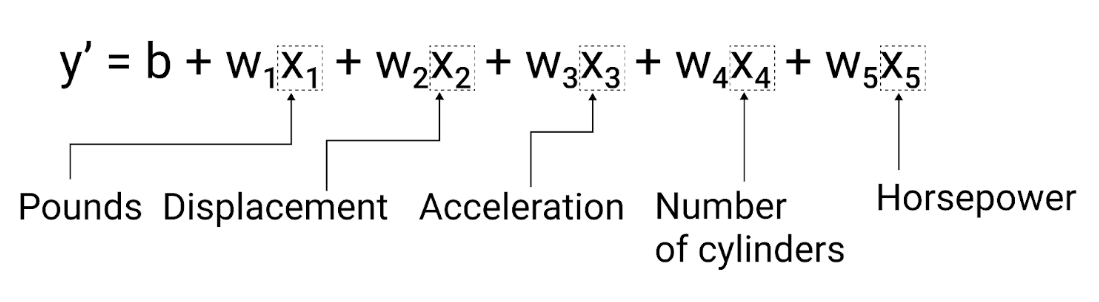 y’ = b + w₁x₁ + w₂x₂ + w₃x₃ + w₄x₄ + w₅x₅
Pounds Displacement Acceleration Number Horsepower
of cylinders